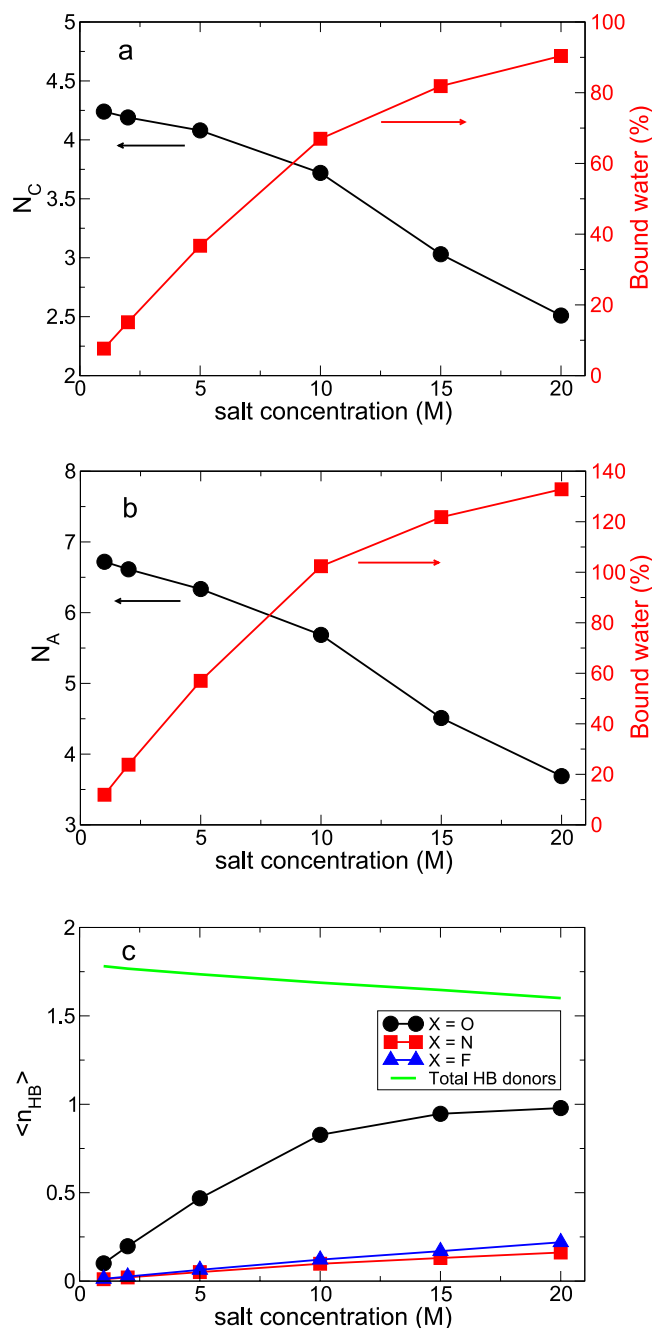 a
5
4.5
4
3.5
3
2.5
2
N_C
100
80
60
40
20
0
Bound water (%)
0 5 10 15 20
salt concentration (M)
b
8
7
6
5
4
3
N_A
140
120
100
80
60
40
20
0
Bound water (%)
0 5 10 15 20
salt concentration (M)
c
2
1.5
1
0.5
0
<n_HB>
X = O
X = N
X = F
Total HB donors
0 5 10 15 20
salt concentration (M)